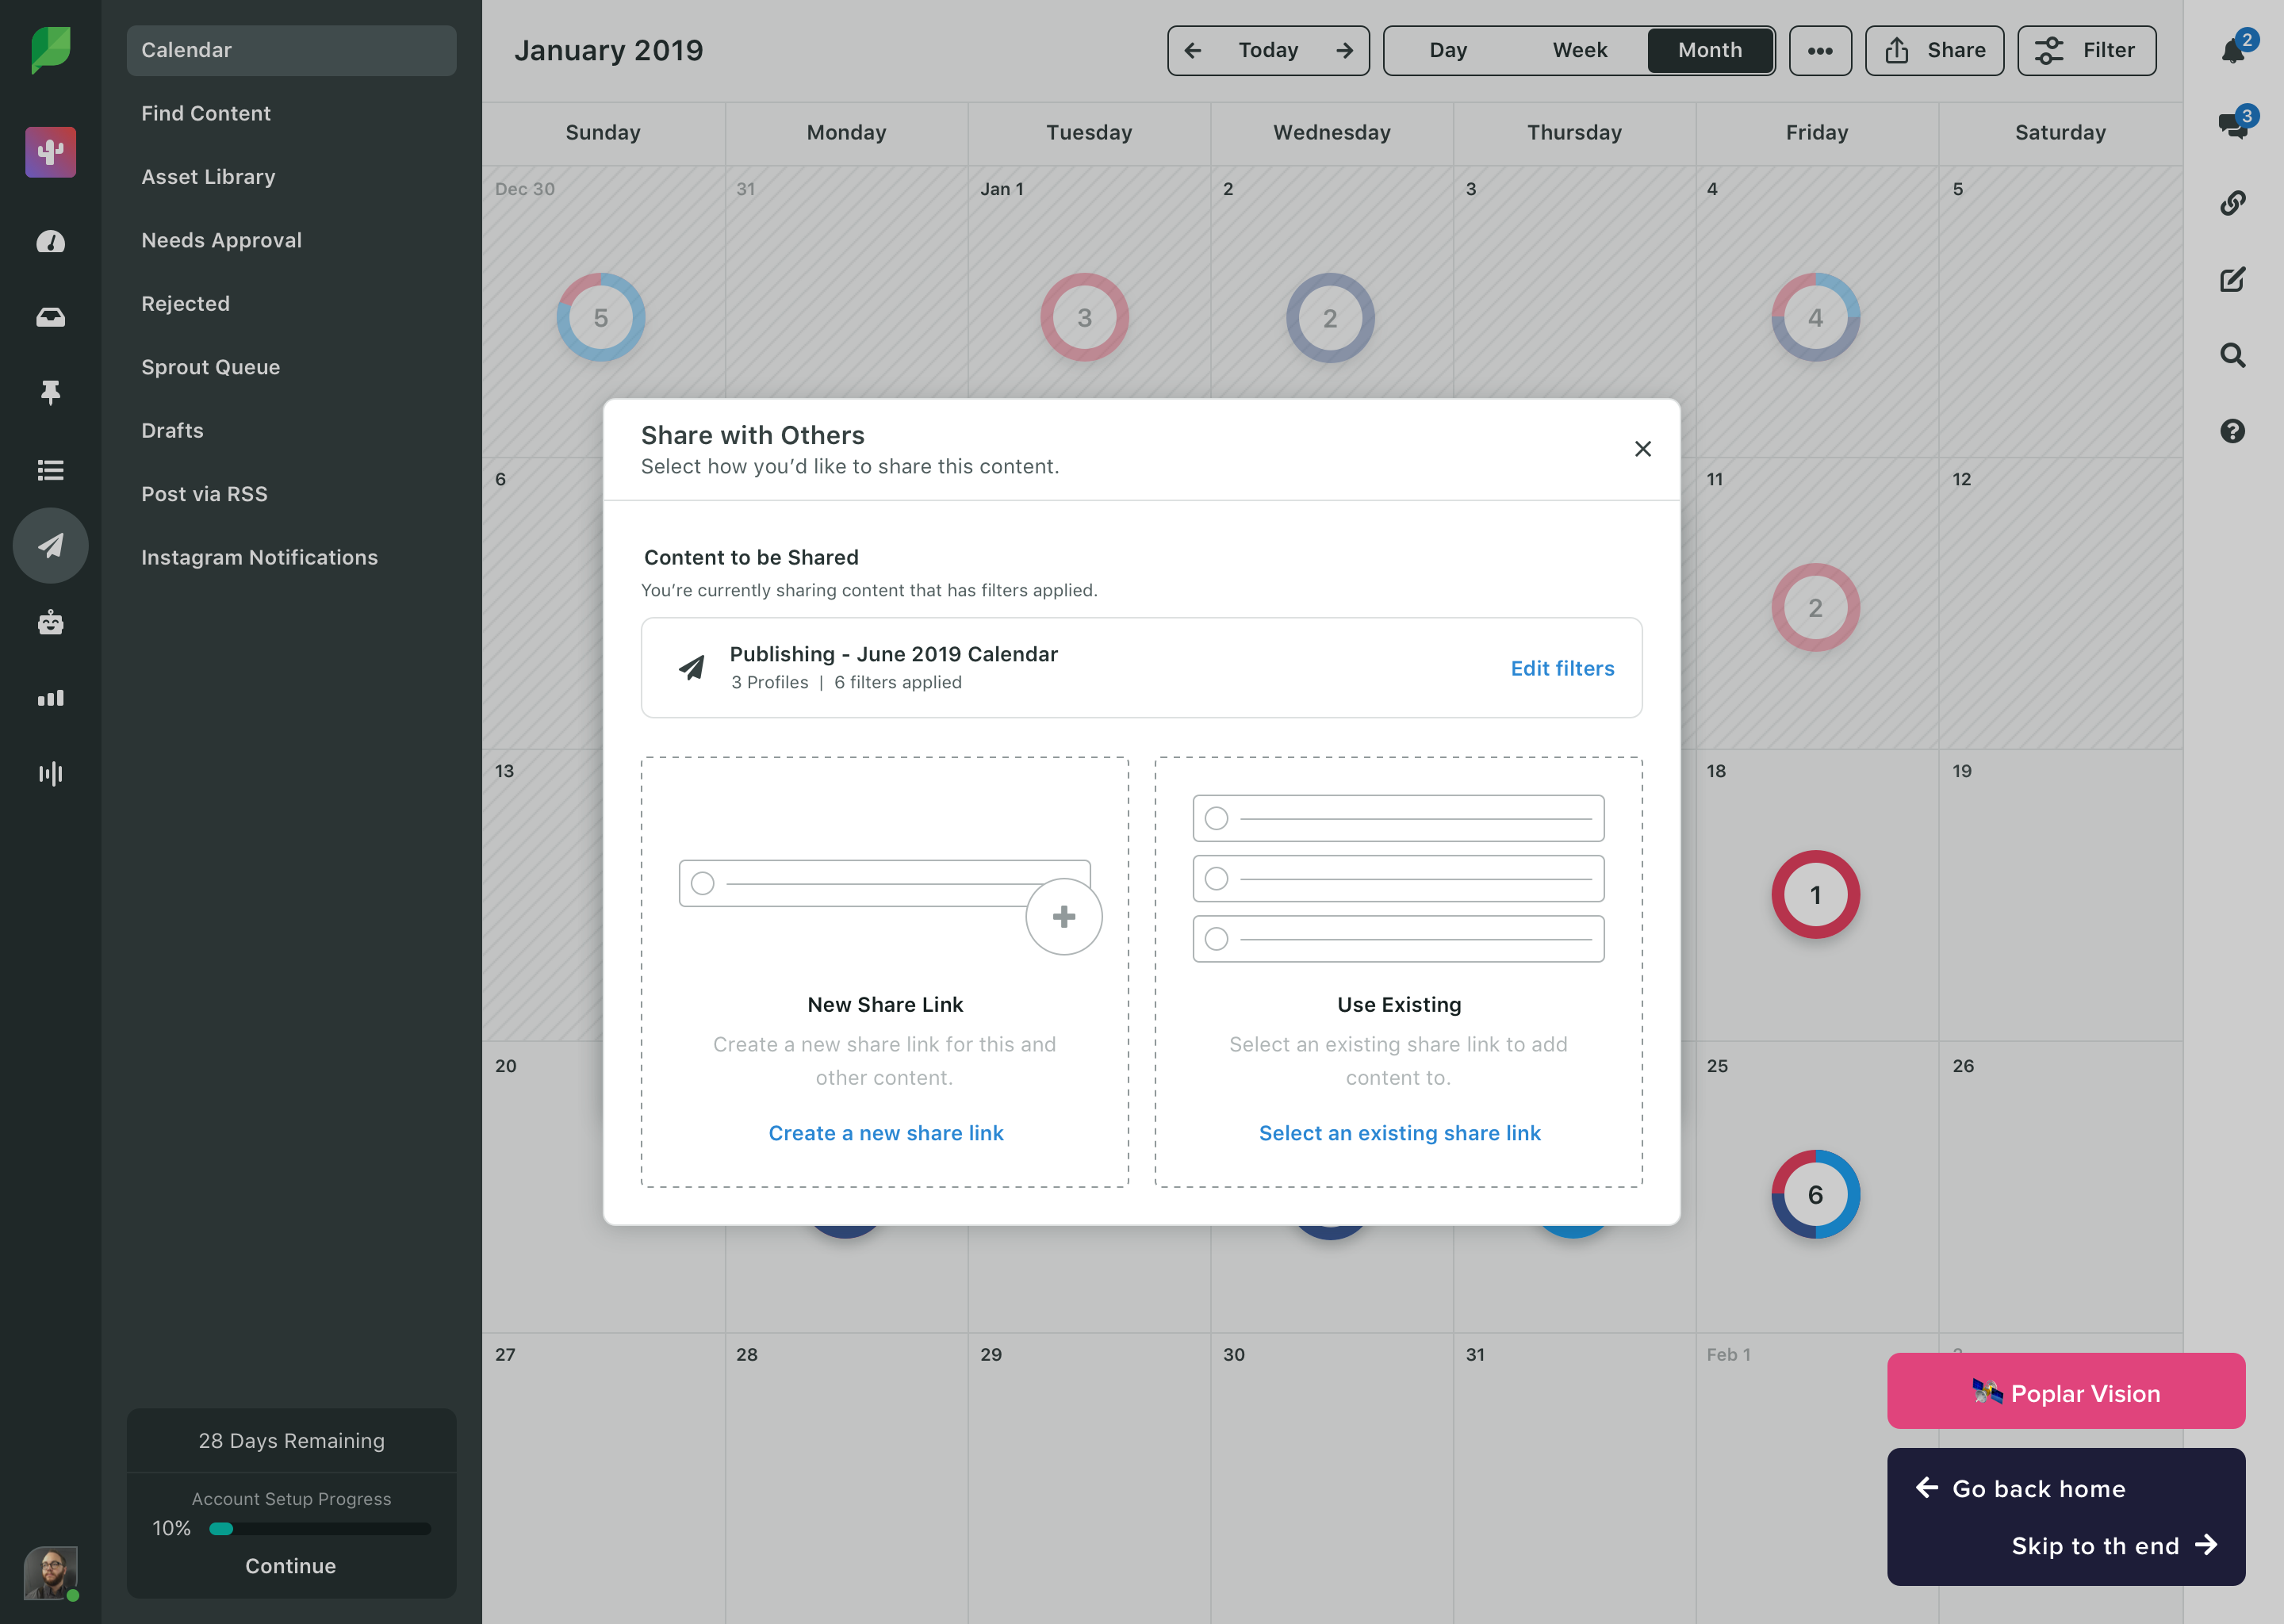 Calendar
Find Content
Asset Library
Needs Approval
Rejected
Sprout Queue
Drafts
Post via RSS
Instagram Notifications
28 Days Remaining
Account Setup Progress
10%
Continue
January 2019
Today
Day
Week
Month
Share
Filter
2
3
Sunday
Monday
Tuesday
Wednesday
Thursday
Friday
Saturday
Dec 30
31
Jan 1
2
3
4
5
5
3
2
4
6
11
12
2
13
18
19
1
20
25
26
6
27
28
29
30
31
Feb 1
Share with Others
Select how you’d like to share this content.
Content to be Shared
You’re currently sharing content that has filters applied.
Publishing - June 2019 Calendar
3 Profiles | 6 filters applied
Edit filters
New Share Link
Create a new share link for this and
other content.
Create a new share link
Use Existing
Select an existing share link to add
content to.
Select an existing share link
Poplar Vision
Go back home
Skip to th end